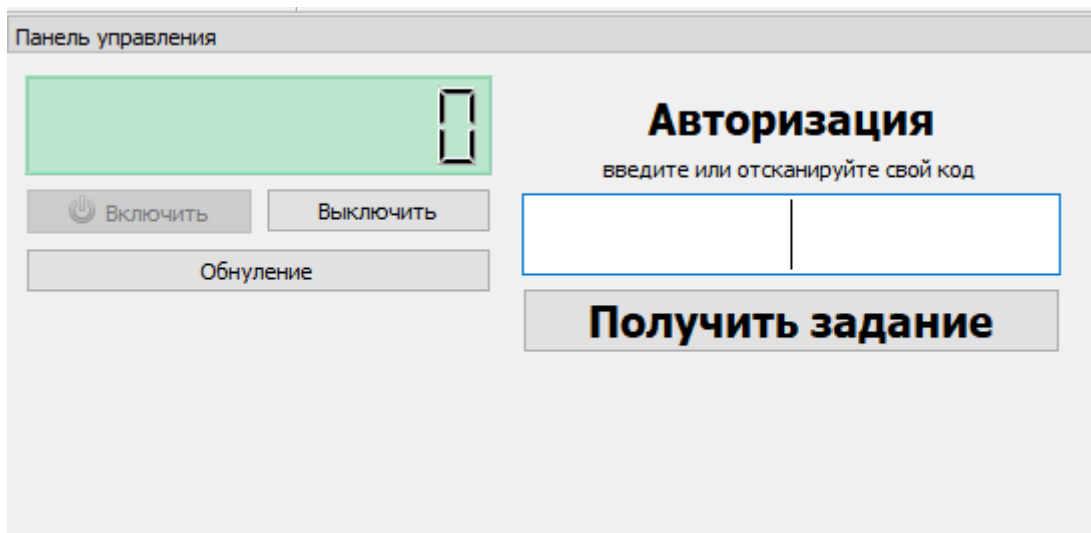 Панель управления
0
Включить
Выключить
Обнуление
Авторизация
введите или отсканируйте свой код
Получить задание